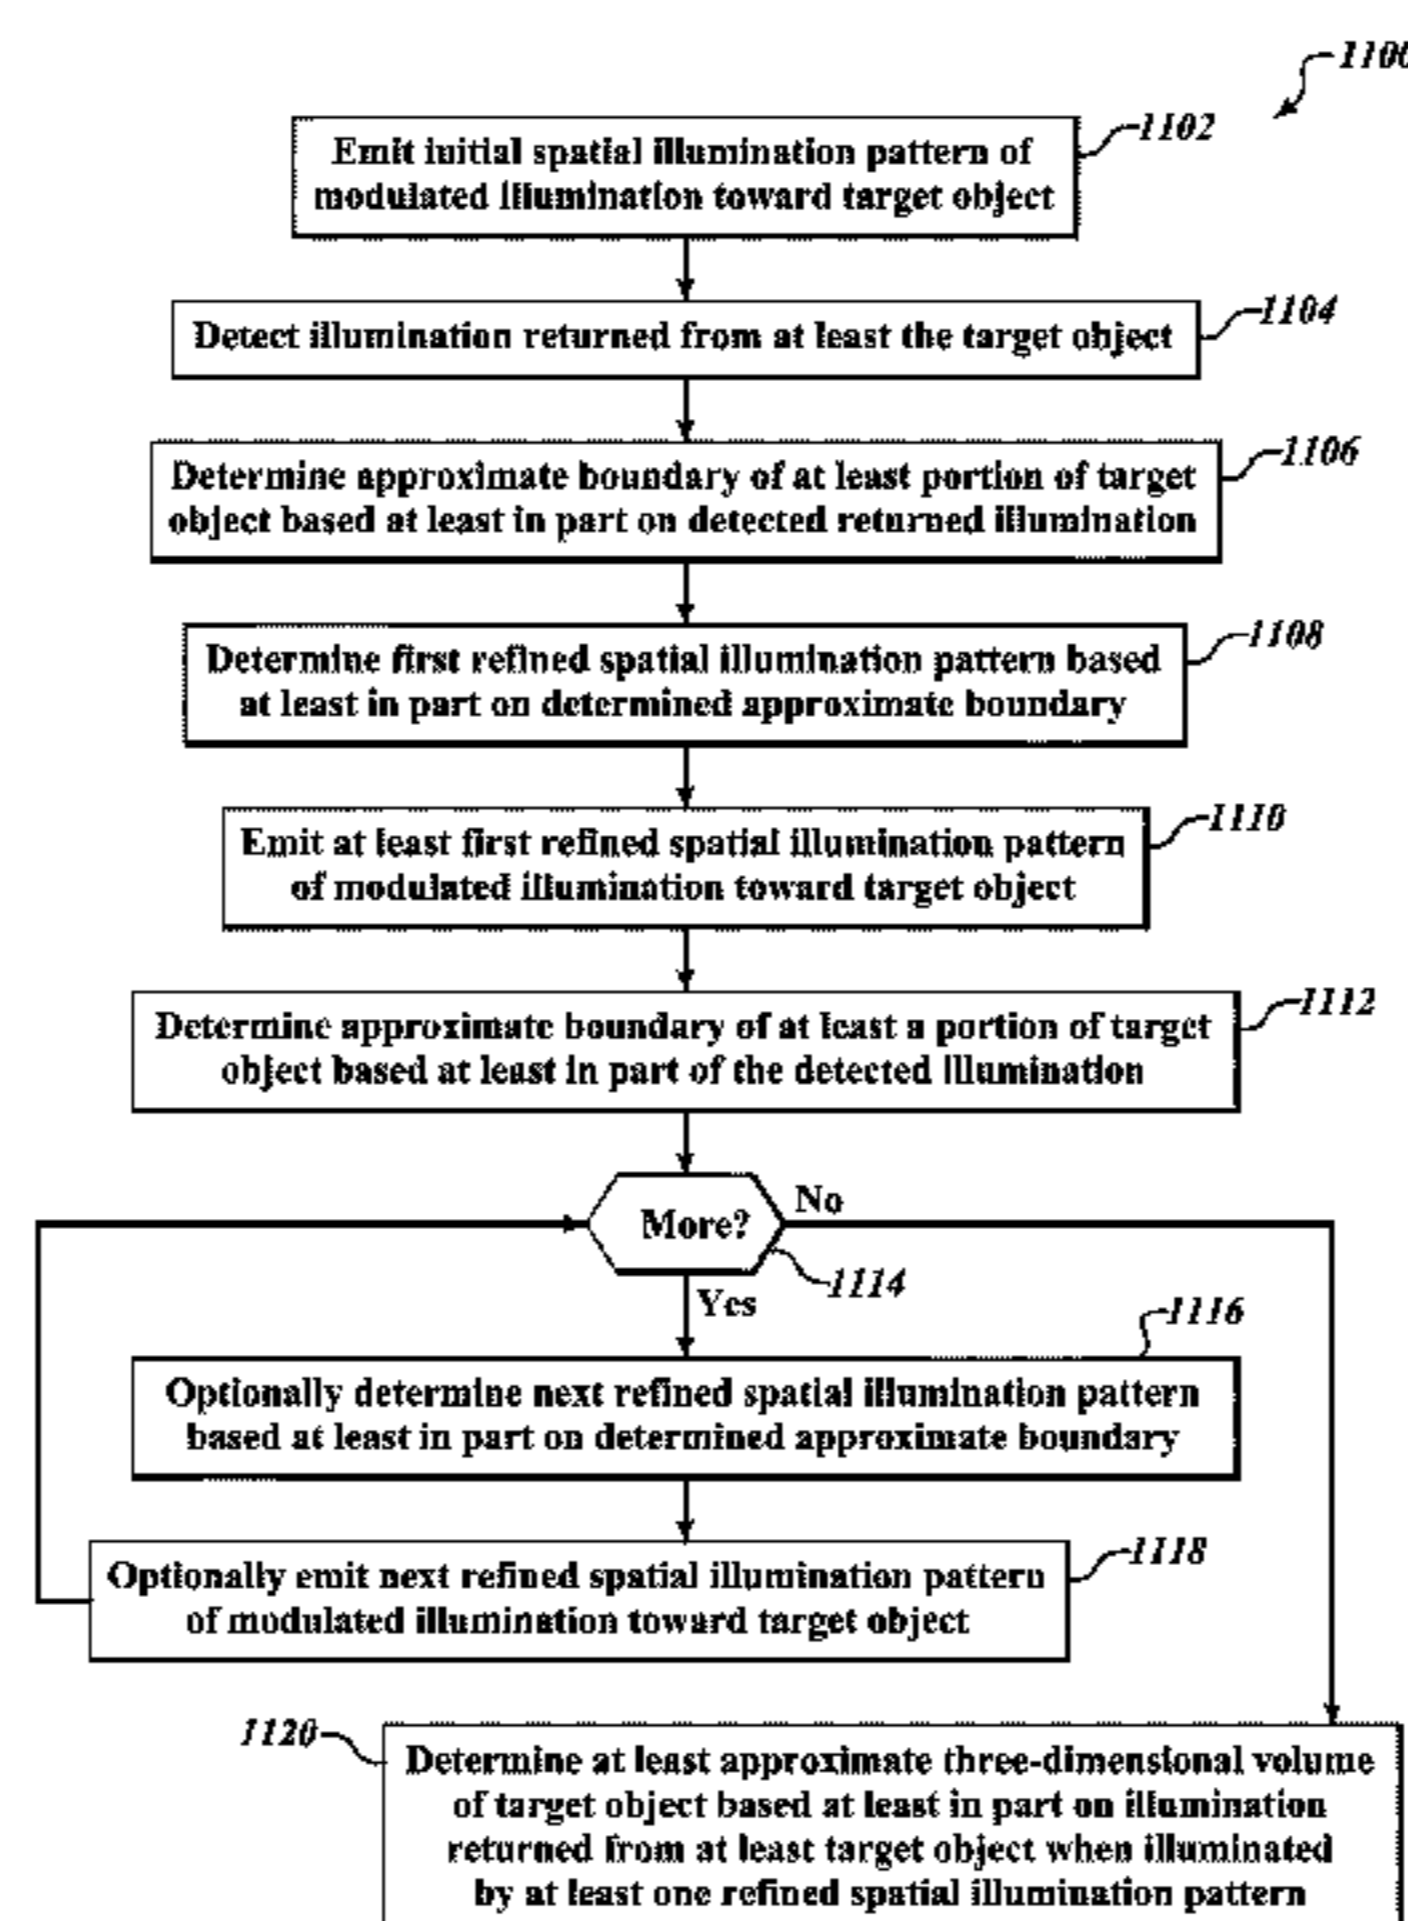 1100
1102
Emit initial spatial illumination pattern of
modulated illumination toward target object
1104
Detect illumination returned from at least the target object
1106
Determine approximate boundary of at least portion of target
object based at least in part on detected returned illumination
1108
Determine first refined spatial illumination pattern based
at least in part on determined approximate boundary
1110
Emit at least first refined spatial illumination pattern
of modulated illumination toward target object
1112
Determine approximate boundary of at least a portion of target
object based at least in part of the detected illumination
More?
No
1114
Yes
1116
Optionally determine next refined spatial illumination pattern
based at least in part on determined approximate boundary
1118
Optionally emit next refined spatial illumination pattern
of modulated illumination toward target object
1120
Determine at least approximate three-dimensional volume
of target object based at least in part on illumination
returned from at least target object when illuminated
by at least one refined spatial illumination pattern